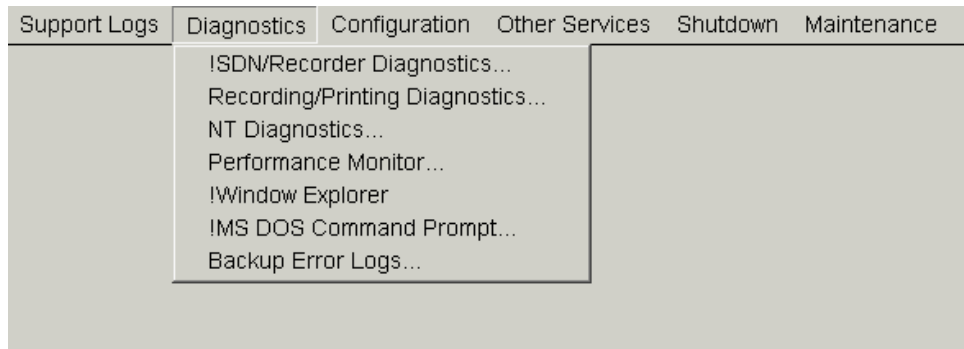 Support Logs Diagnostics Configuration Other Services Shutdown Maintenance
!SDN/Recorder Diagnostics...
Recording/Printing Diagnostics...
NT Diagnostics...
Performance Monitor...
!Window Explorer
!MS DOS Command Prompt...
Backup Error Logs...